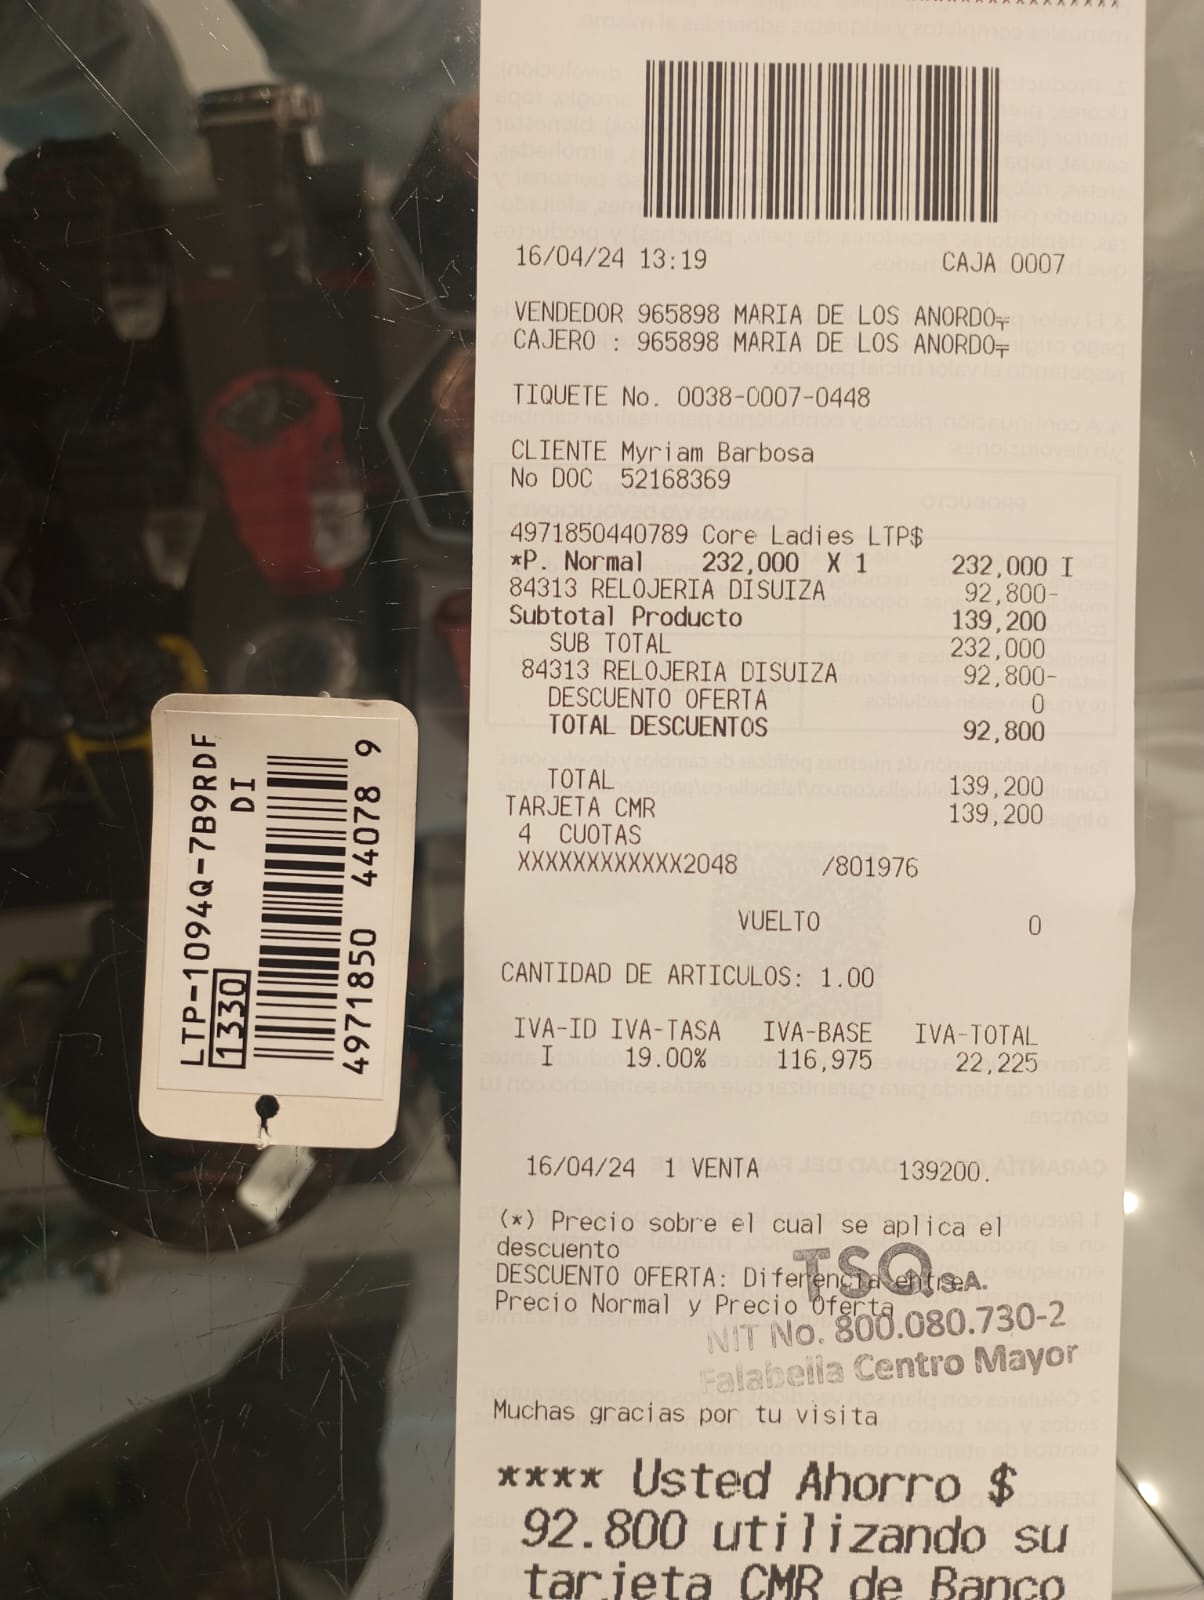 16/04/24 13:19 CAJA 0007
VENDEDOR 965898 MARIA DE LOS ANORDO
CAJERO : 965898 MARIA DE LOS ANORDO
TIQUETE No. 0038-0007-0448
CLIENTE Myriam Barbosa
No DOC 52168369
4971850440789 Core Ladies LTP$
*P. Normal 232,000 X 1 232,000 I
84313 RELOJERIA DISUIZA 92,800-
Subtotal Producto 139,200
SUB TOTAL 232,000
84313 RELOJERIA DISUIZA 92,800-
DESCUENTO OFERTA 0
TOTAL DESCUENTOS 92,800
TOTAL 139,200
TARJETA CMR 139,200
4 CUOTAS
XXXXXXXXXXXX2048 /801976
VUELTO 0
CANTIDAD DE ARTICULOS: 1.00
IVA-ID IVA-TASA IVA-BASE IVA-TOTAL
I 19.00% 116,975 22,225
16/04/24 1 VENTA 139200.
(*) Precio sobre el cual se aplica el
descuento
DESCUENTO OFERTA: Diferencia entre
Precio Normal y Precio Oferta
TSQ S.A.
NIT No. 800.080.730-2
Falabella Centro Mayor
Muchas gracias por tu visita
**** Usted Ahorro $
92.800 utilizando su
tarjeta CMR de Banco
LTP-1094Q-7B9RDF
DI
1330
4971850 44078 9